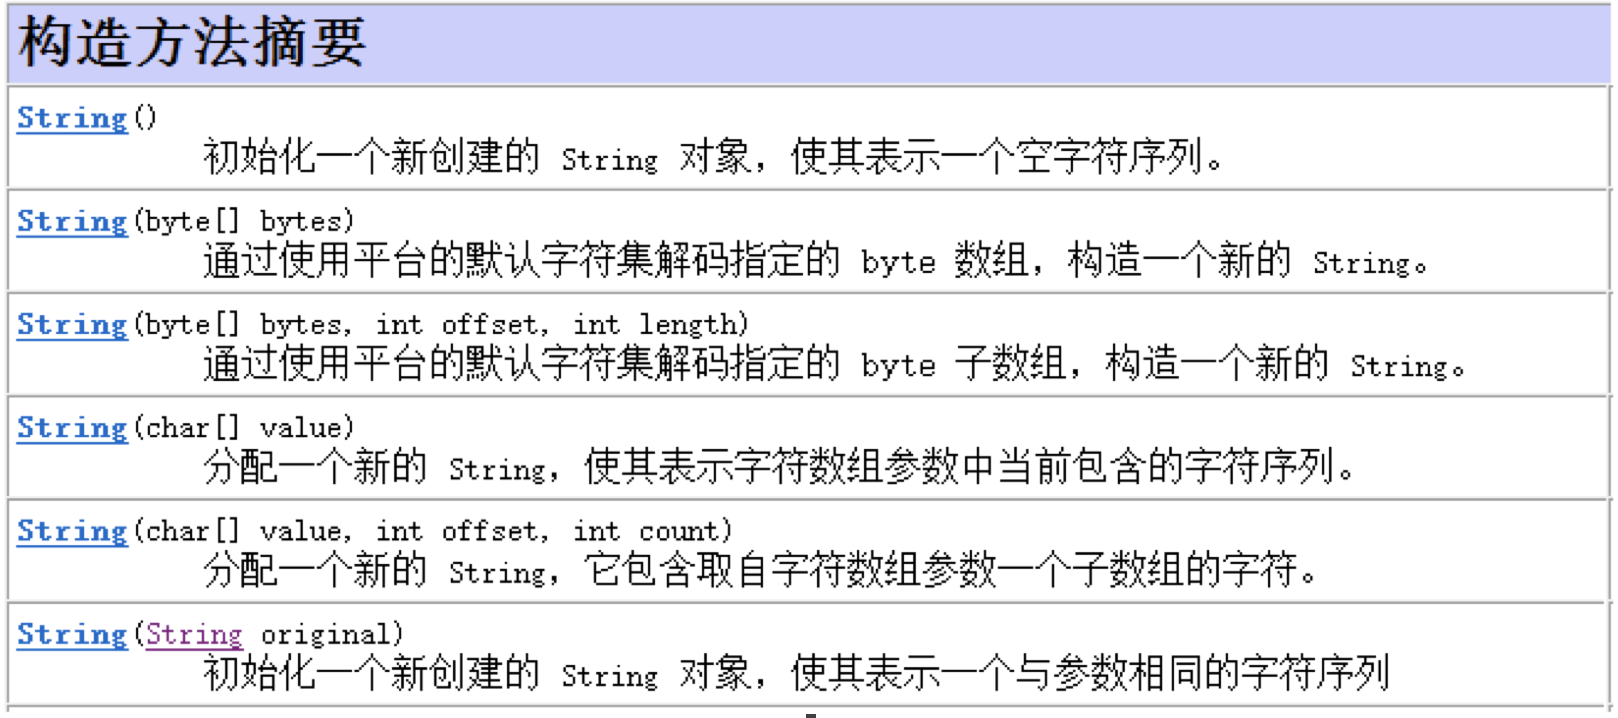 构造方法摘要
String()
初始化一个新创建的 String 对象，使其表示一个空字符序列。
String(byte[] bytes)
通过使用平台的默认字符集解码指定的 byte 数组，构造一个新的 String。
String(byte[] bytes, int offset, int length)
通过使用平台的默认字符集解码指定的 byte 子数组，构造一个新的 String。
String(char[] value)
分配一个新的 String，使其表示字符数组参数中当前包含的字符序列。
String(char[] value, int offset, int count)
分配一个新的 String，它包含取自字符数组参数一个子数组的字符。
String(String original)
初始化一个新创建的 String 对象，使其表示一个与参数相同的字符序列